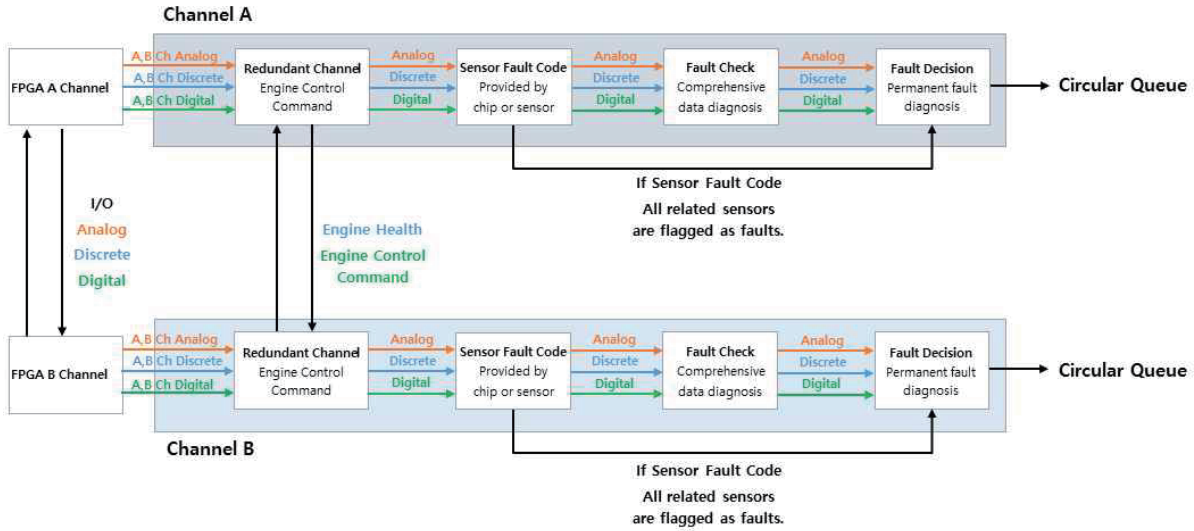 Channel A
FPGA A Channel
A,B Ch Analog
A,B Ch Discrete
A,B Ch Digital
Redundant Channel
Engine Control
Command
Analog
Discrete
Digital
Sensor Fault Code
Provided by
chip or sensor
Analog
Discrete
Digital
Fault Check
Comprehensive
data diagnosis
Analog
Discrete
Digital
Fault Decision
Permanent fault
diagnosis
Circular Queue
If Sensor Fault Code
All related sensors
are flagged as faults.
I/O
Analog
Discrete
Digital
Engine Health
Engine Control
Command
FPGA B Channel
A,B Ch Analog
A,B Ch Discrete
A,B Ch Digital
Redundant Channel
Engine Control
Command
Analog
Discrete
Digital
Sensor Fault Code
Provided by
chip or sensor
Analog
Discrete
Digital
Fault Check
Comprehensive
data diagnosis
Analog
Discrete
Digital
Fault Decision
Permanent fault
diagnosis
Circular Queue
Channel B
If Sensor Fault Code
All related sensors
are flagged as faults.